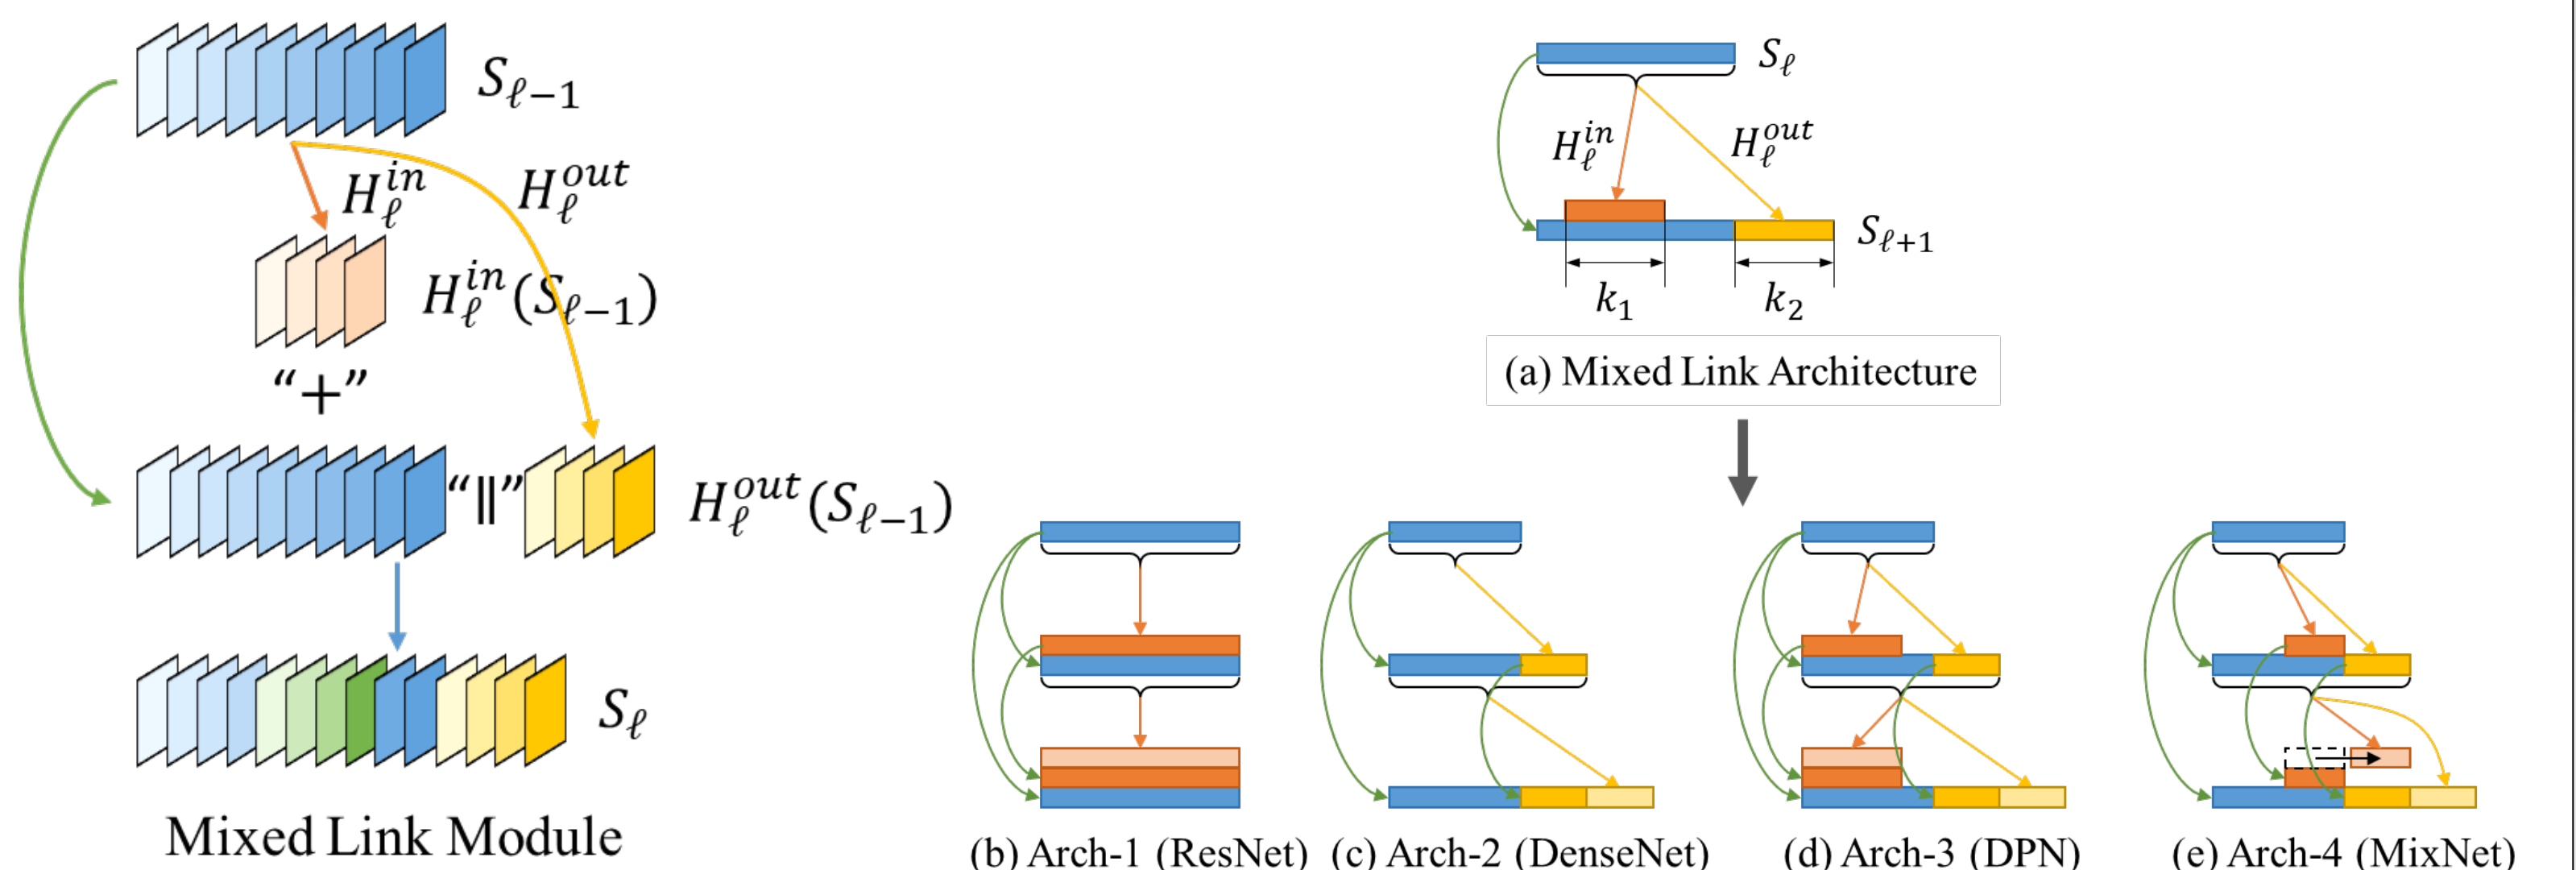 S_{ℓ−1}
H_ℓ^{in}
H_ℓ^{out}
H_ℓ^{in}(S_{ℓ−1})
“+”
“||”
H_ℓ^{out}(S_{ℓ−1})
S_ℓ
Mixed Link Module
S_ℓ
H_ℓ^{in}
H_ℓ^{out}
S_{ℓ+1}
k_1
k_2
(a) Mixed Link Architecture
(b) Arch-1 (ResNet)
(c) Arch-2 (DenseNet)
(d) Arch-3 (DPN)
(e) Arch-4 (MixNet)